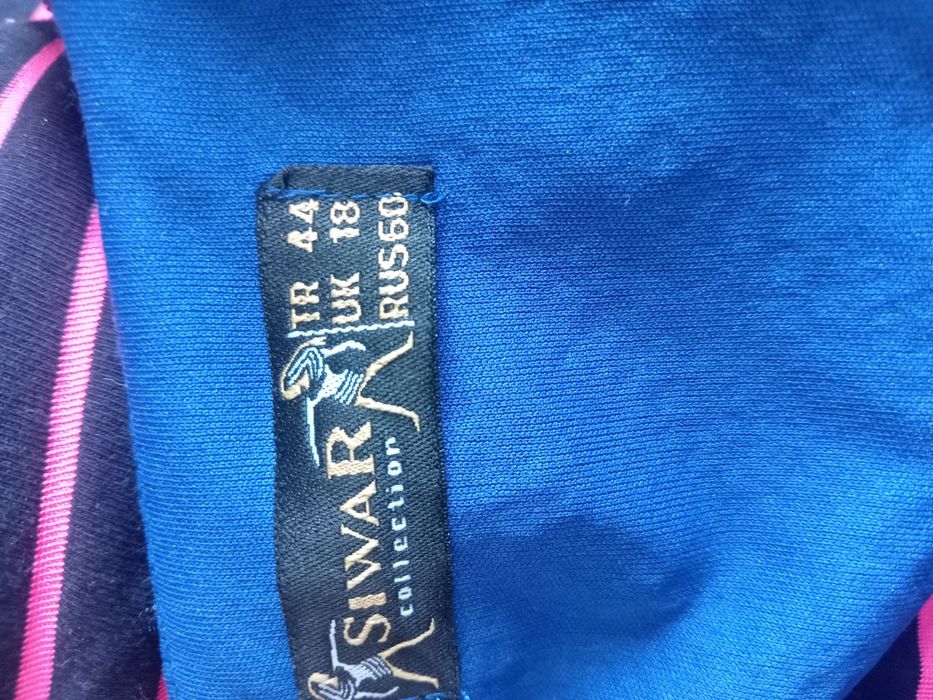 SIWAR
collection
TR 44
UK 18
RUS60